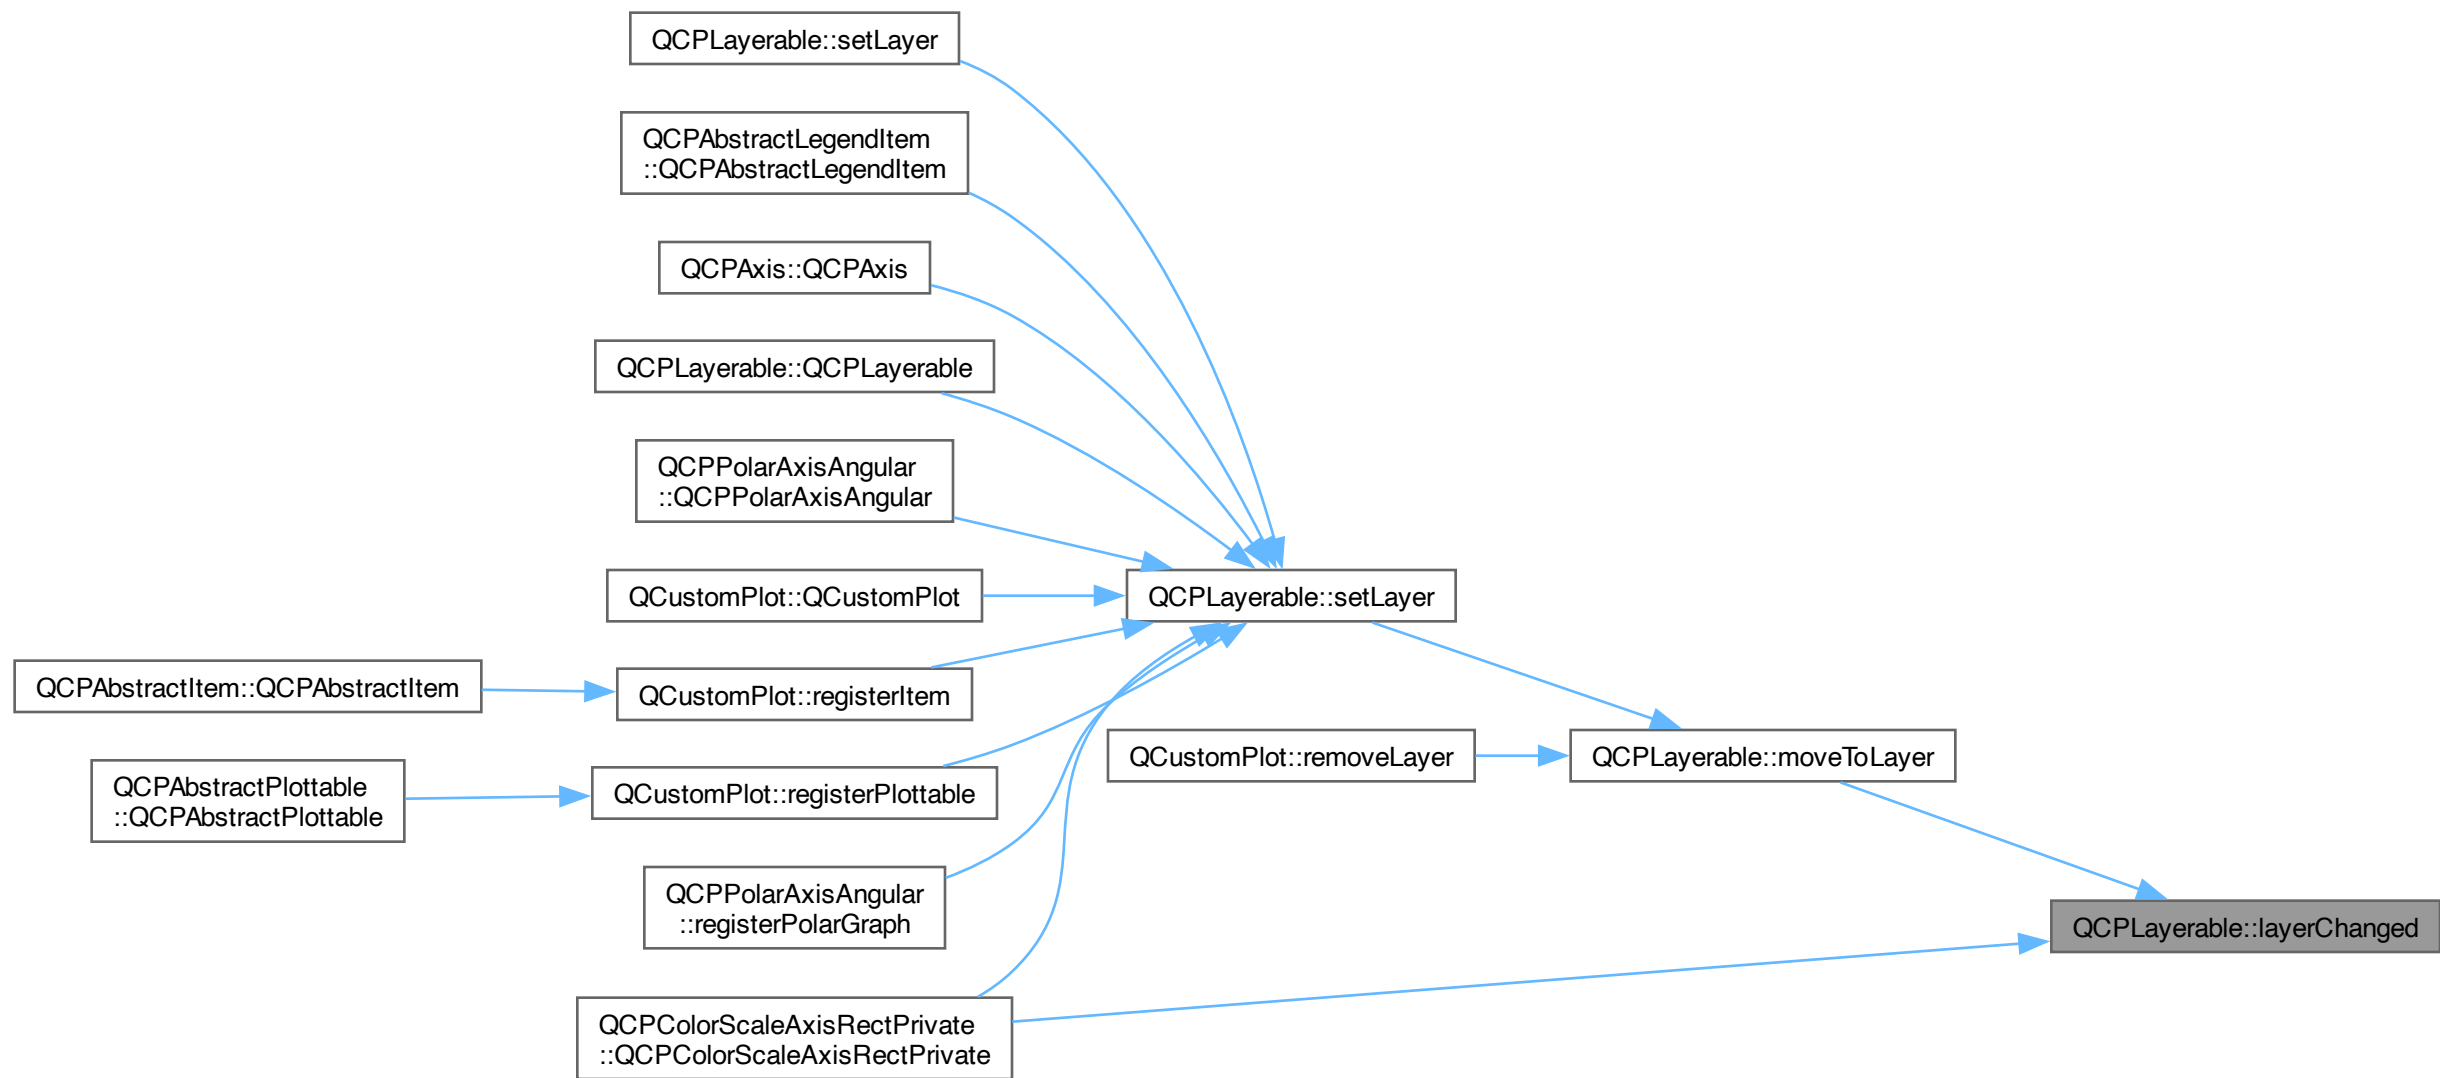 QCPLayerable::setLayer
QCPAbstractLegendItem
::QCPAbstractLegendItem
QCPAxis::QCPAxis
QCPLayerable::QCPLayerable
QCPPolarAxisAngular
::QCPPolarAxisAngular
QCustomPlot::QCustomPlot
QCPLayerable::setLayer
QCPAbstractItem::QCPAbstractItem
QCustomPlot::registerItem
QCustomPlot::removeLayer
QCPLayerable::moveToLayer
QCPAbstractPlottable
::QCPAbstractPlottable
QCustomPlot::registerPlottable
QCPPolarAxisAngular
::registerPolarGraph
QCPLayerable::layerChanged
QCPColorScaleAxisRectPrivate
::QCPColorScaleAxisRectPrivate